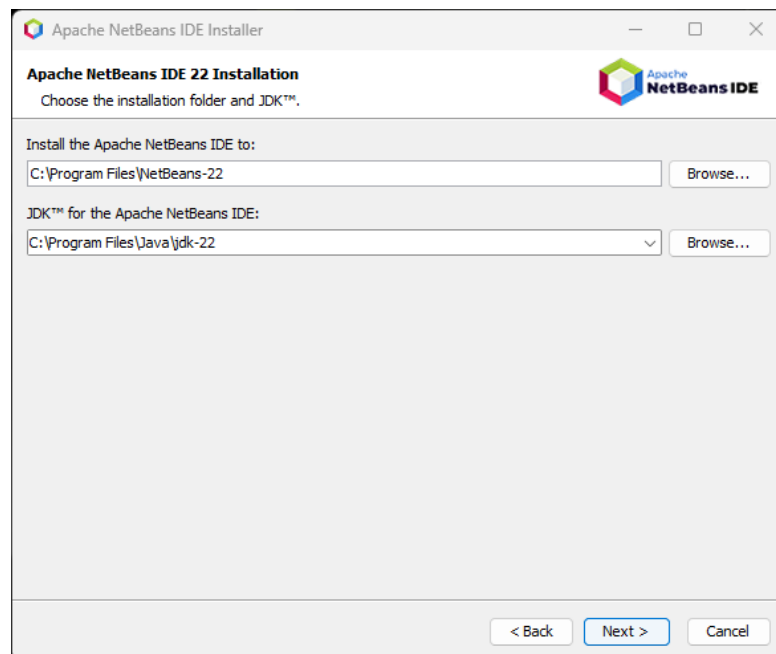 Apache NetBeans IDE Installer
Apache NetBeans IDE 22 Installation
Choose the installation folder and JDK™.
Apache
NetBeans IDE
Install the Apache NetBeans IDE to:
C:\Program Files\NetBeans-22
Browse...
JDK™ for the Apache NetBeans IDE:
C:\Program Files\Java\jdk-22
Browse...
< Back
Next >
Cancel